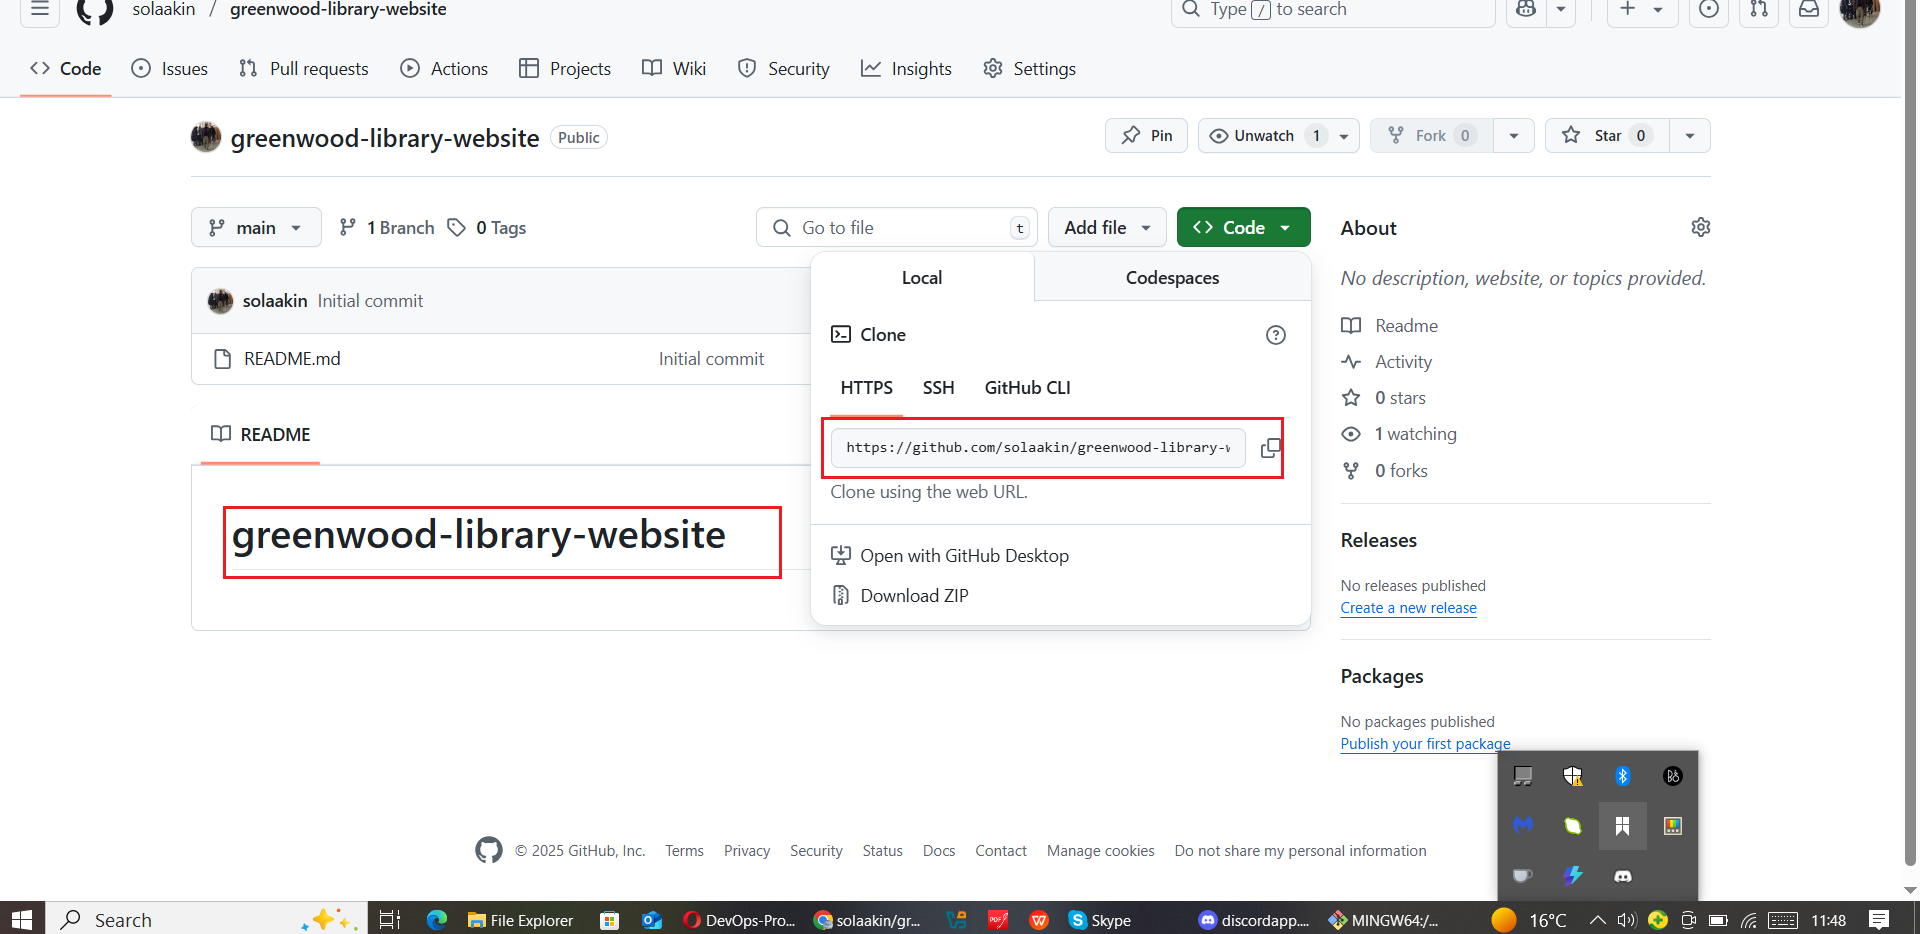 solaakin / greenwood-library-website
Type / to search
Code Issues Pull requests Actions Projects Wiki Security Insights Settings
greenwood-library-website Public
Pin Unwatch 1 Fork 0 Star 0
main 1 Branch 0 Tags
Go to file t Add file Code
About
Local Codespaces
No description, website, or topics provided.
solaakin Initial commit
Clone
Readme
README.md Initial commit
Activity
HTTPS SSH GitHub CLI
0 stars
README
1 watching
https://github.com/solaakin/greenwood-library-w
0 forks
Clone using the web URL.
greenwood-library-website
Open with GitHub Desktop
Download ZIP
Releases
No releases published
Create a new release
Packages
No packages published
Publish your first package
© 2025 GitHub, Inc. Terms Privacy Security Status Docs Contact Manage cookies Do not share my personal information
Search File Explorer DevOps-Pro... solaakin/gr... Skype discordapp.... MINGW64:/... 16°C 11:48